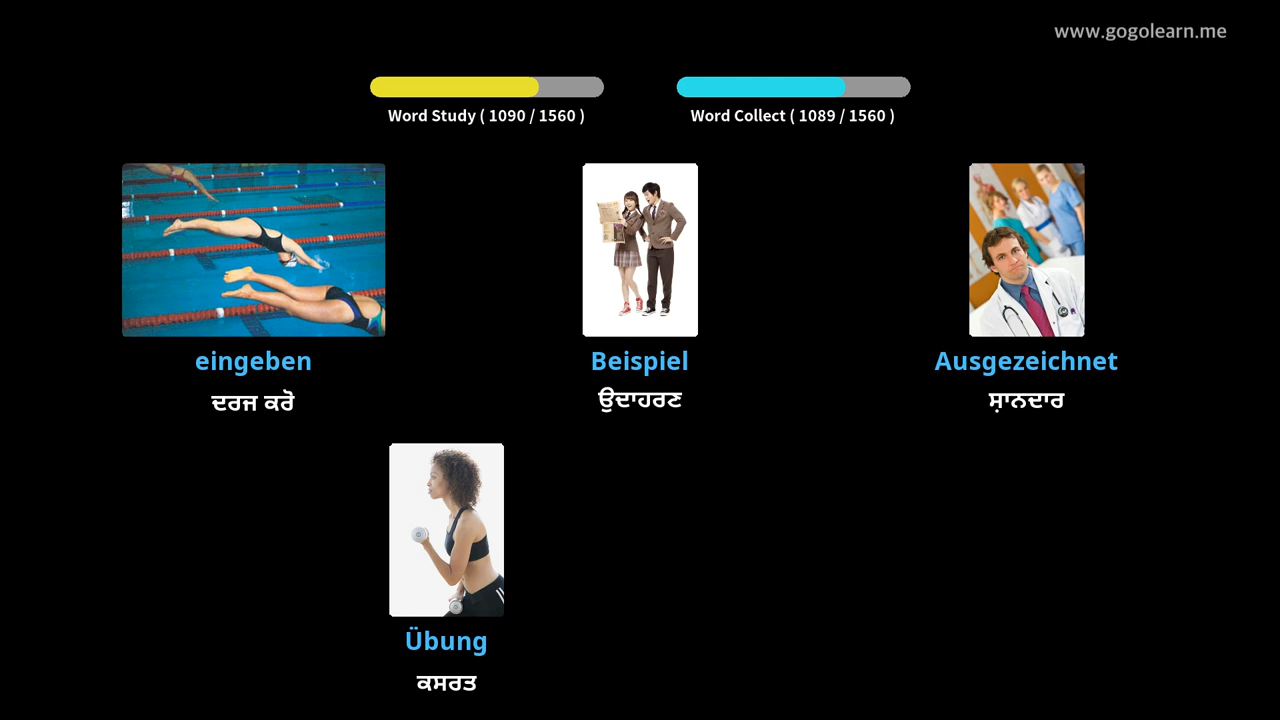 www.gogolearn.me
Word Study ( 1090 / 1560 )
Word Collect ( 1089 / 1560 )
eingeben
ਦਰਜ ਕਰੋ
Beispiel
ਉਦਾਹਰਣ
Ausgezeichnet
ਸ਼ਾਨਦਾਰ
Übung
ਕਸਰਤ